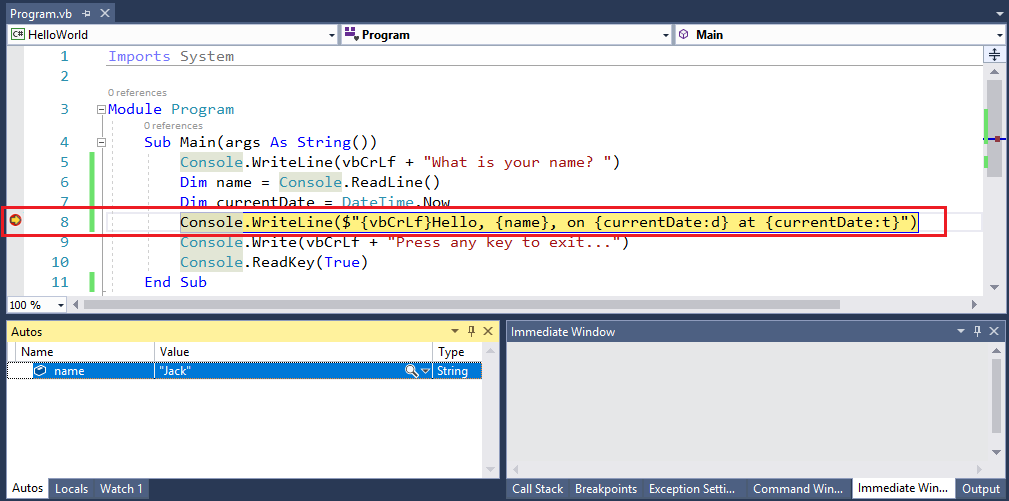 Program.vb
HelloWorld
Program
Main
1 Imports System
2
0 references
3 Module Program
0 references
4 Sub Main(args As String())
5 Console.WriteLine(vbCrLf + "What is your name? ")
6 Dim name = Console.ReadLine()
7 Dim currentDate = DateTime.Now
8 Console.WriteLine($"{vbCrLf}Hello, {name}, on {currentDate:d} at {currentDate:t}")
9 Console.Write(vbCrLf + "Press any key to exit...")
10 Console.ReadKey(True)
11 End Sub
100 %
Autos
Name Value Type
name "Jack" String
Autos Locals Watch 1
Immediate Window
Call Stack Breakpoints Exception Setti... Command Win... Immediate Win... Output